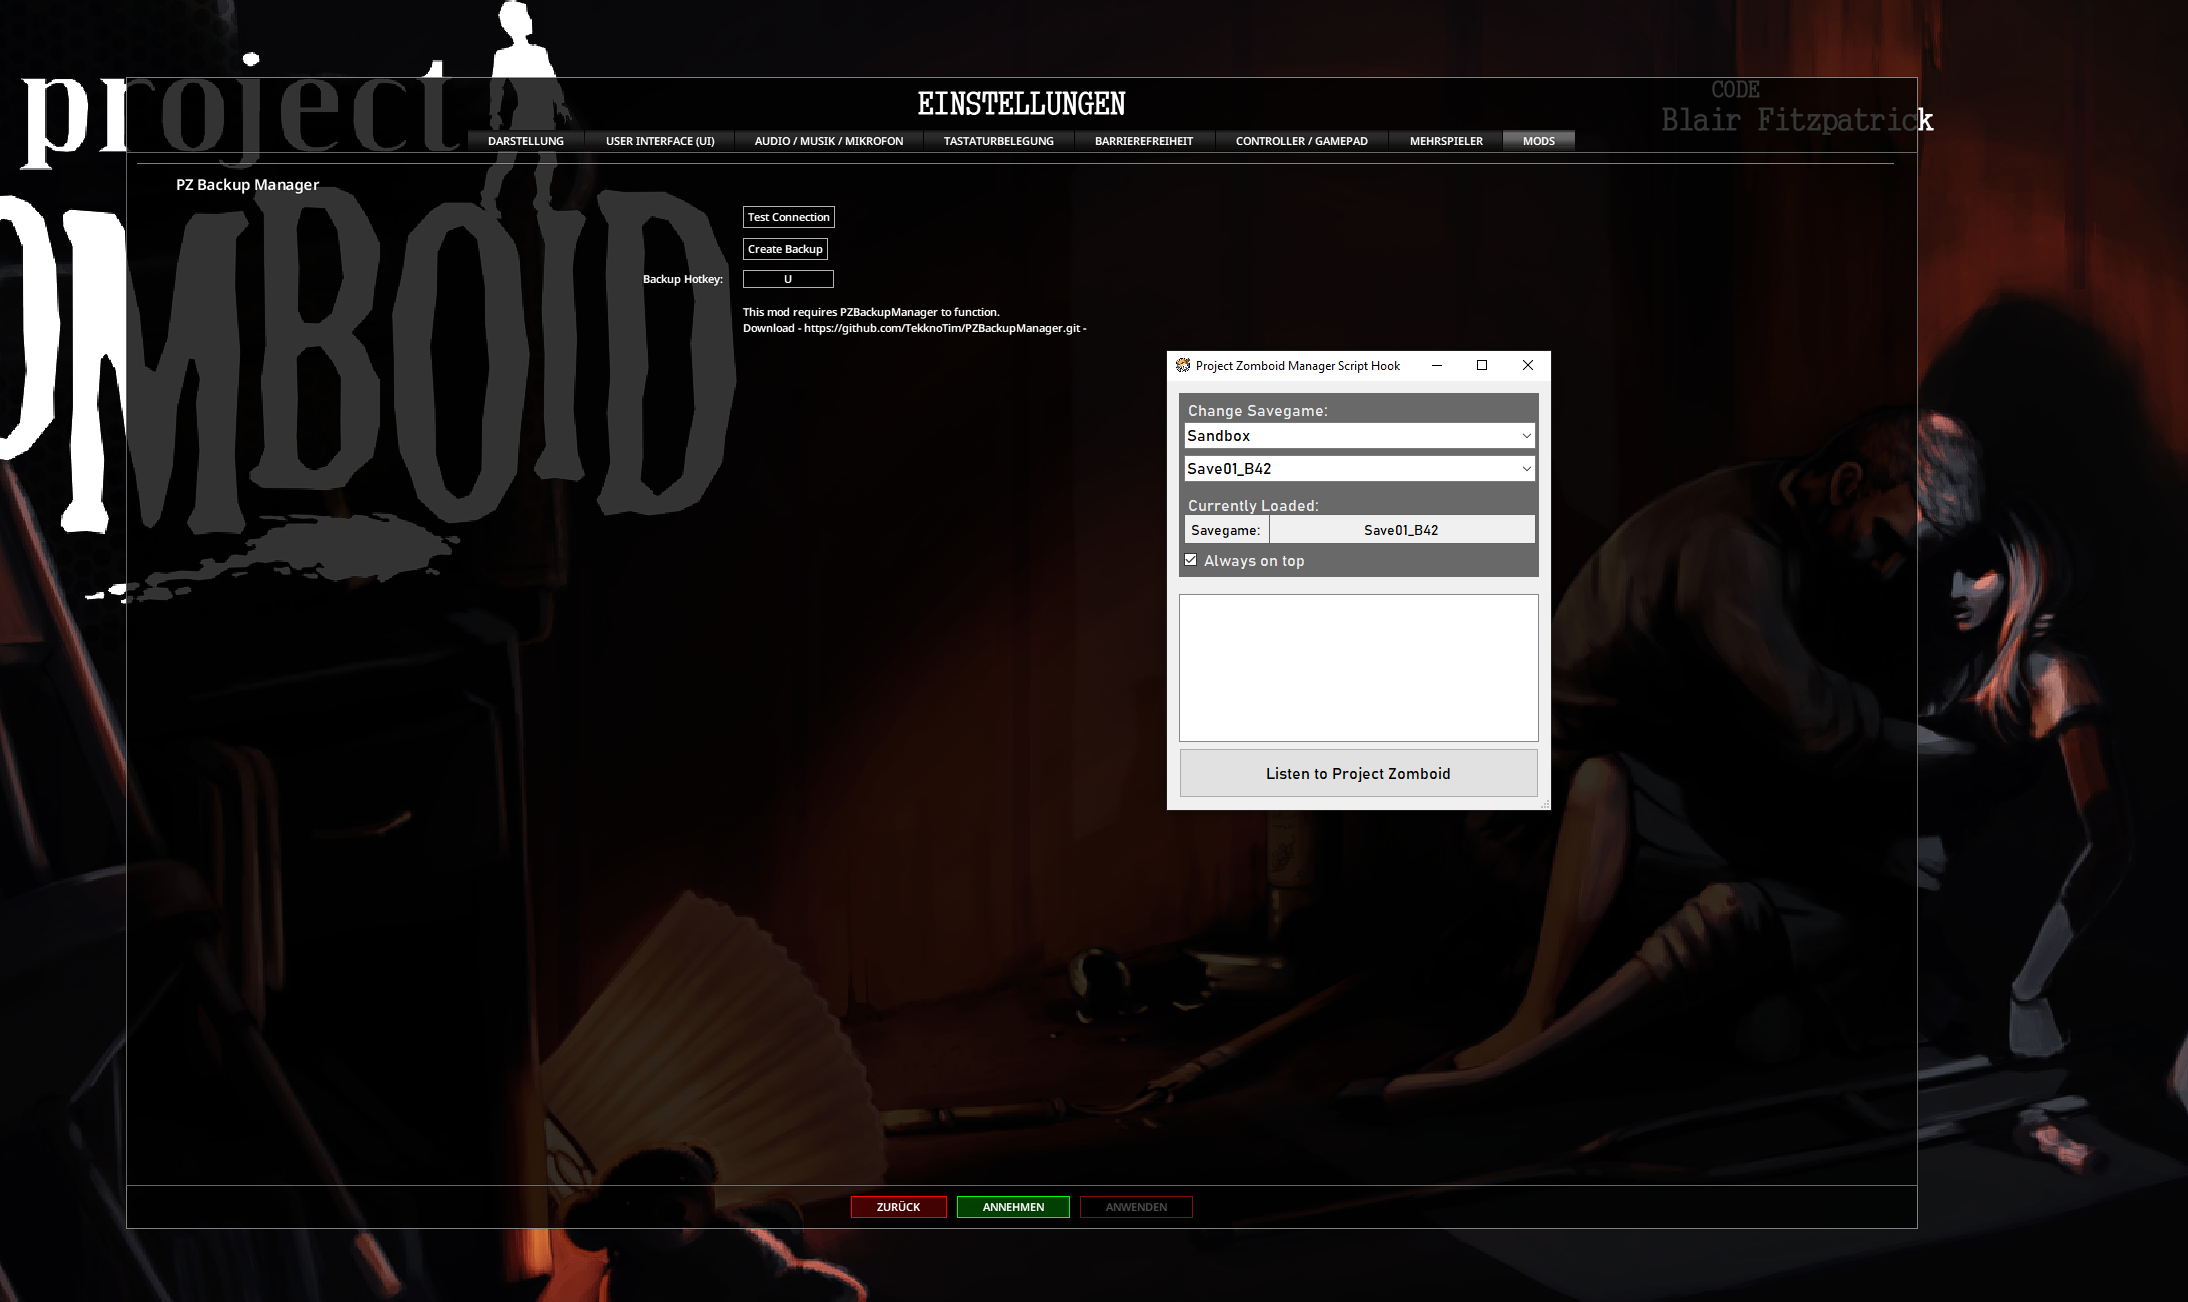 project
ZOMBOID
EINSTELLUNGEN
CODE
Blair Fitzpatrick
DARSTELLUNG
USER INTERFACE (UI)
AUDIO / MUSIK / MIKROFON
TASTATURBELEGUNG
BARRIEREFREIHEIT
CONTROLLER / GAMEPAD
MEHRSPIELER
MODS
PZ Backup Manager
Test Connection
Create Backup
Backup Hotkey: U
This mod requires PZBackupManager to function.
Download - https://github.com/TekknoTim/PZBackupManager.git -
Project Zomboid Manager Script Hook
Change Savegame:
Sandbox
Save01_B42
Currently Loaded:
Savegame: Save01_B42
Always on top
Listen to Project Zomboid
ZURÜCK
ANNEHMEN
ANWENDEN